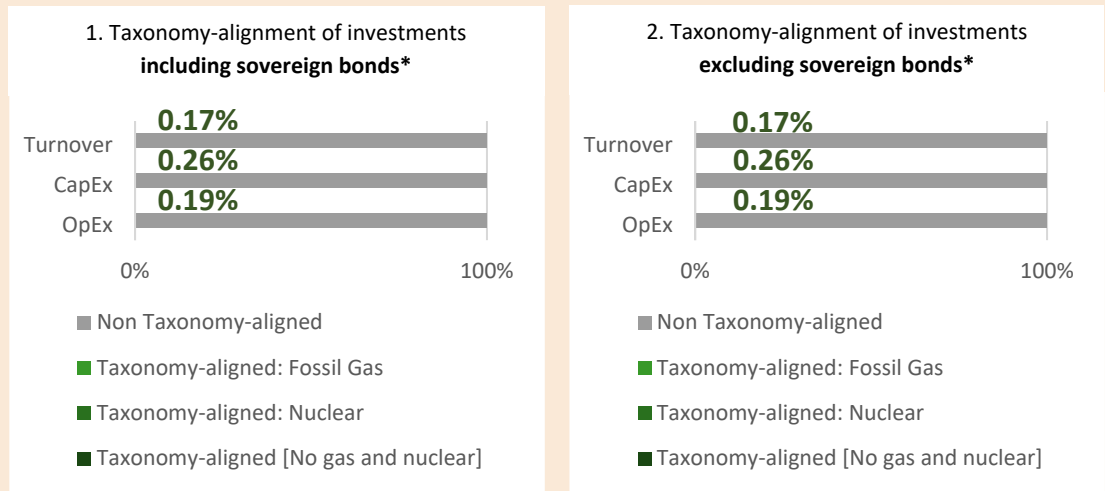 1. Taxonomy-alignment of investments
including sovereign bonds*
0.17%
Turnover
0.26%
CapEx
0.19%
OpEx
0%
100%
Non Taxonomy-aligned
Taxonomy-aligned: Fossil Gas
Taxonomy-aligned: Nuclear
Taxonomy-aligned [No gas and nuclear]
2. Taxonomy-alignment of investments
excluding sovereign bonds*
0.17%
Turnover
0.26%
CapEx
0.19%
OpEx
0%
100%
Non Taxonomy-aligned
Taxonomy-aligned: Fossil Gas
Taxonomy-aligned: Nuclear
Taxonomy-aligned [No gas and nuclear]